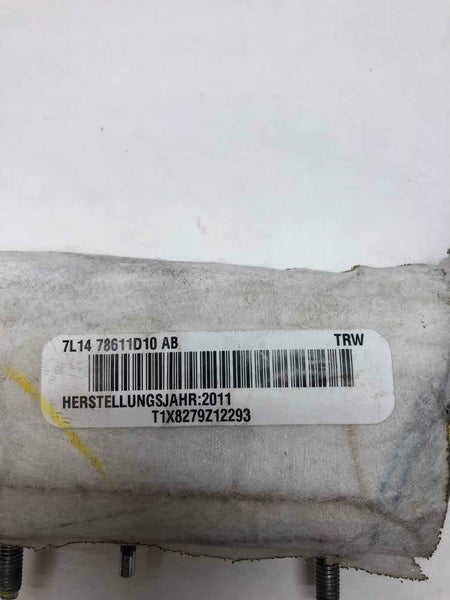 7L14 78611D10 AB TRW
HERSTELLUNGSJAHR:2011
T1X8279Z12293